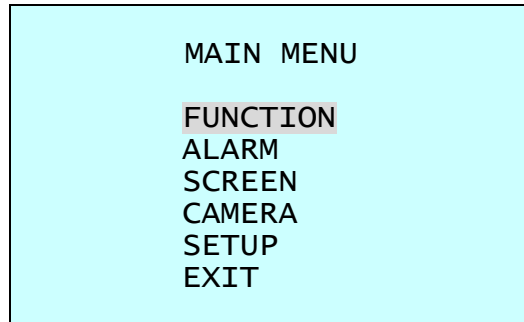 MAIN MENU
FUNCTION
ALARM
SCREEN
CAMERA
SETUP
EXIT